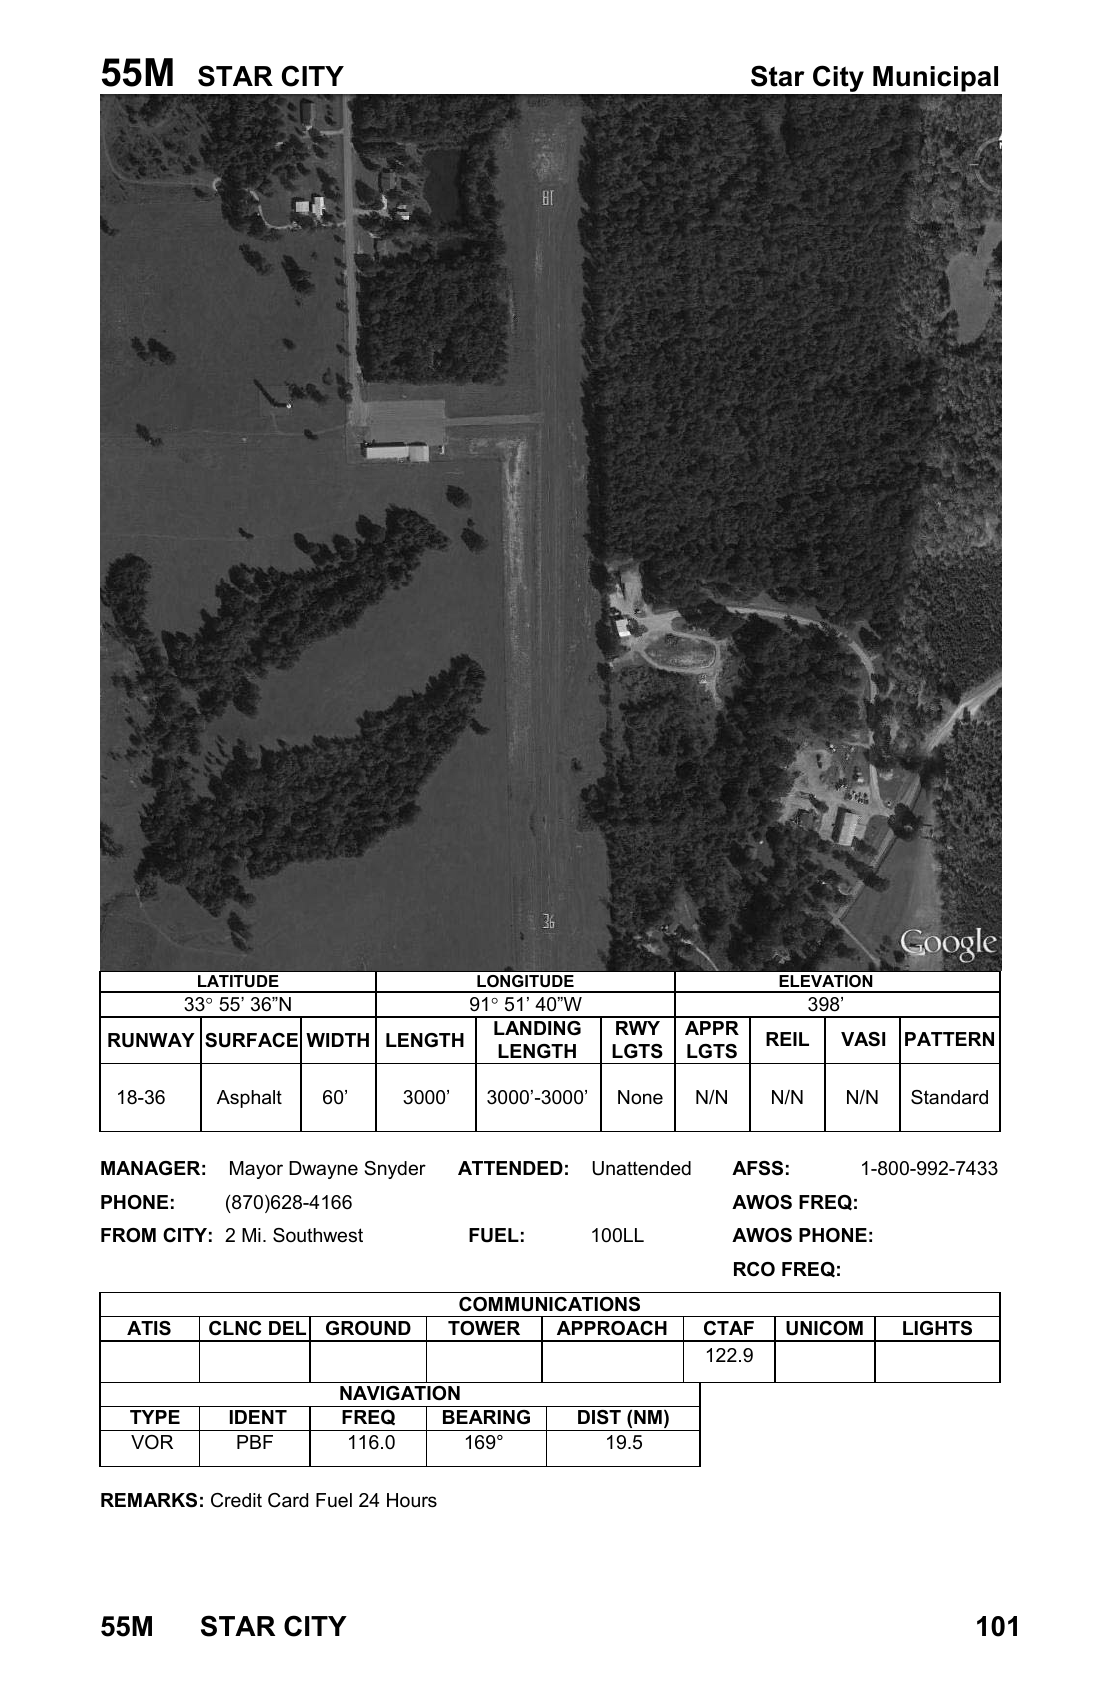 55M STAR CITY Star City Municipal
18
36
Google
LATITUDE LONGITUDE ELEVATION
33° 55’ 36”N 91° 51’ 40”W 398’
RUNWAY SURFACE WIDTH LENGTH LANDING LENGTH RWY LGTS APPR LGTS REIL VASI PATTERN
18-36 Asphalt 60’ 3000’ 3000’-3000’ None N/N N/N N/N Standard
MANAGER: Mayor Dwayne Snyder ATTENDED: Unattended AFSS: 1-800-992-7433
PHONE: (870)628-4166 AWOS FREQ:
FROM CITY: 2 Mi. Southwest FUEL: 100LL AWOS PHONE:
RCO FREQ:
COMMUNICATIONS
ATIS CLNC DEL GROUND TOWER APPROACH CTAF UNICOM LIGHTS
122.9
NAVIGATION
TYPE IDENT FREQ BEARING DIST (NM)
VOR PBF 116.0 169° 19.5
REMARKS: Credit Card Fuel 24 Hours
55M STAR CITY 101